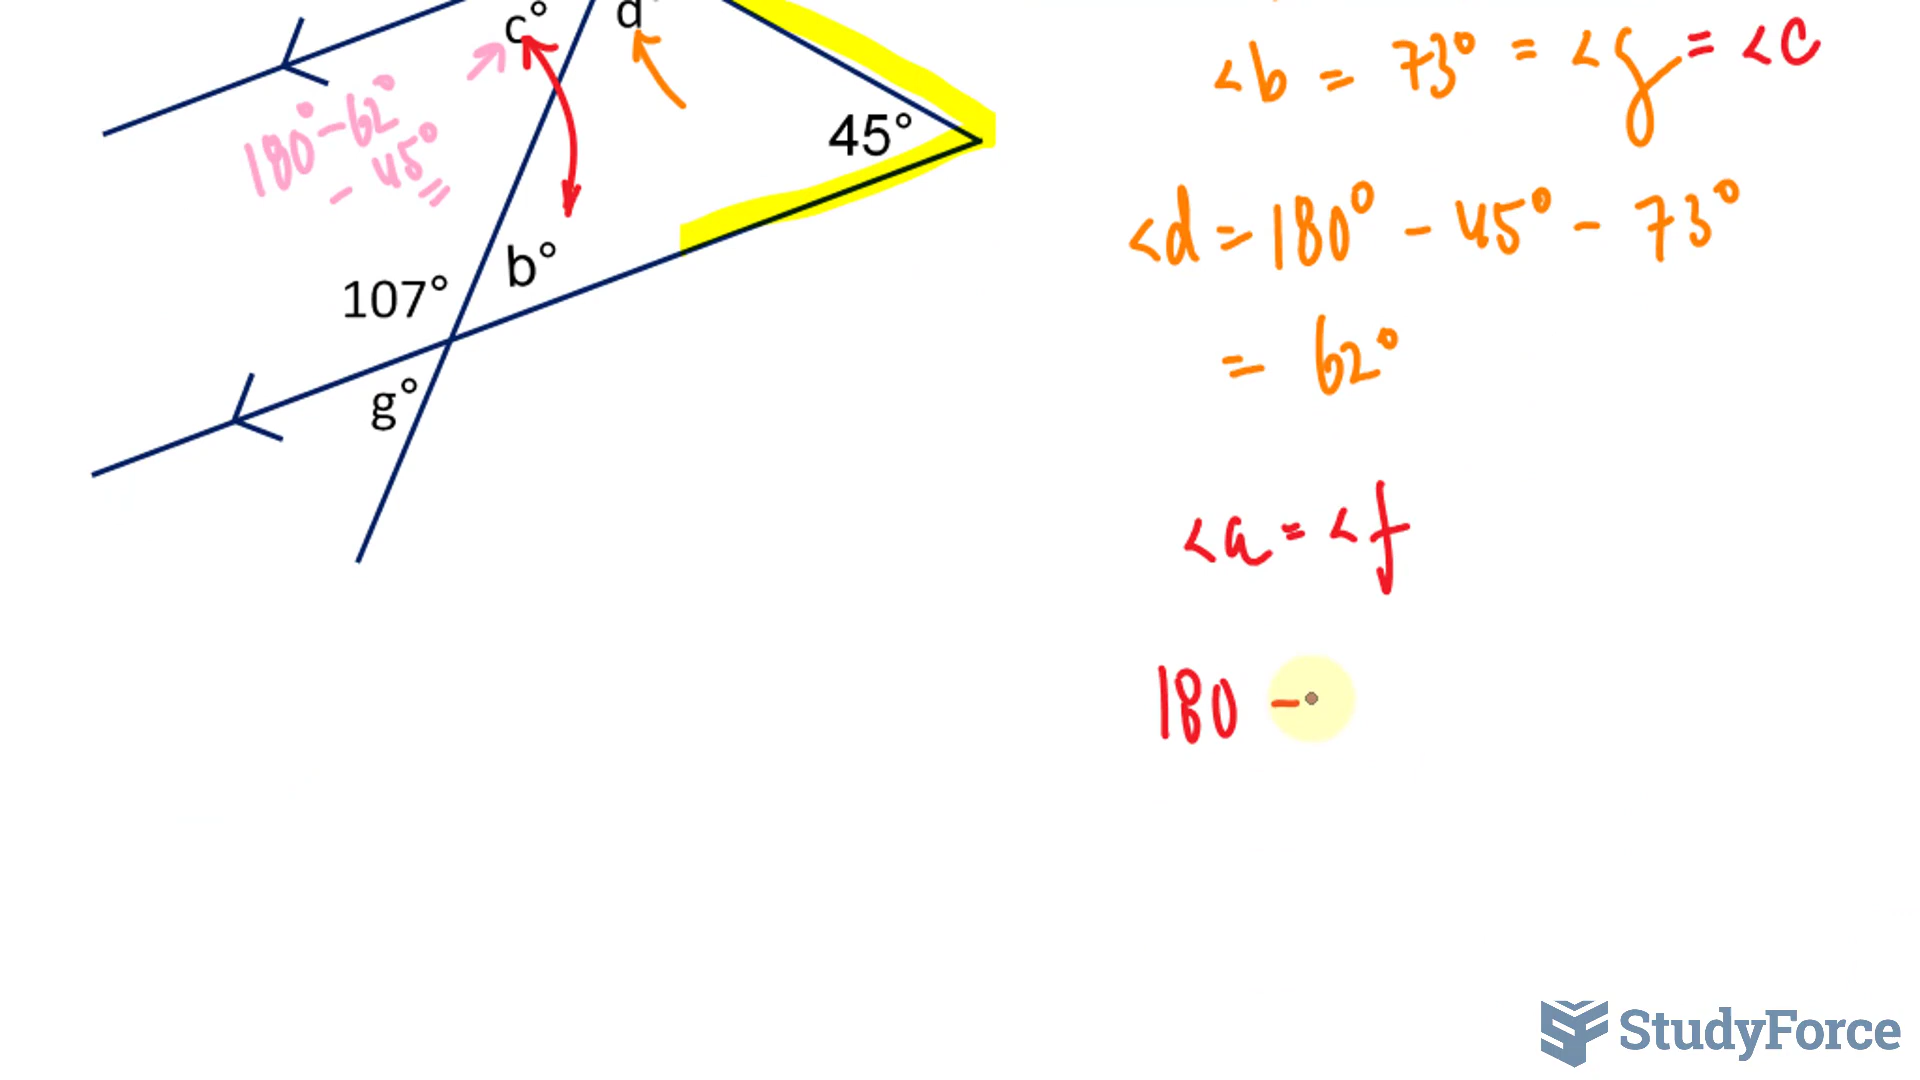 c°
d
180° - 62°
- 45° =
45°
b°
107°
g°
<b = 73° = <g = <c
<d = 180° - 45° - 73°
= 62°
<a = <f
180 -
StudyForce